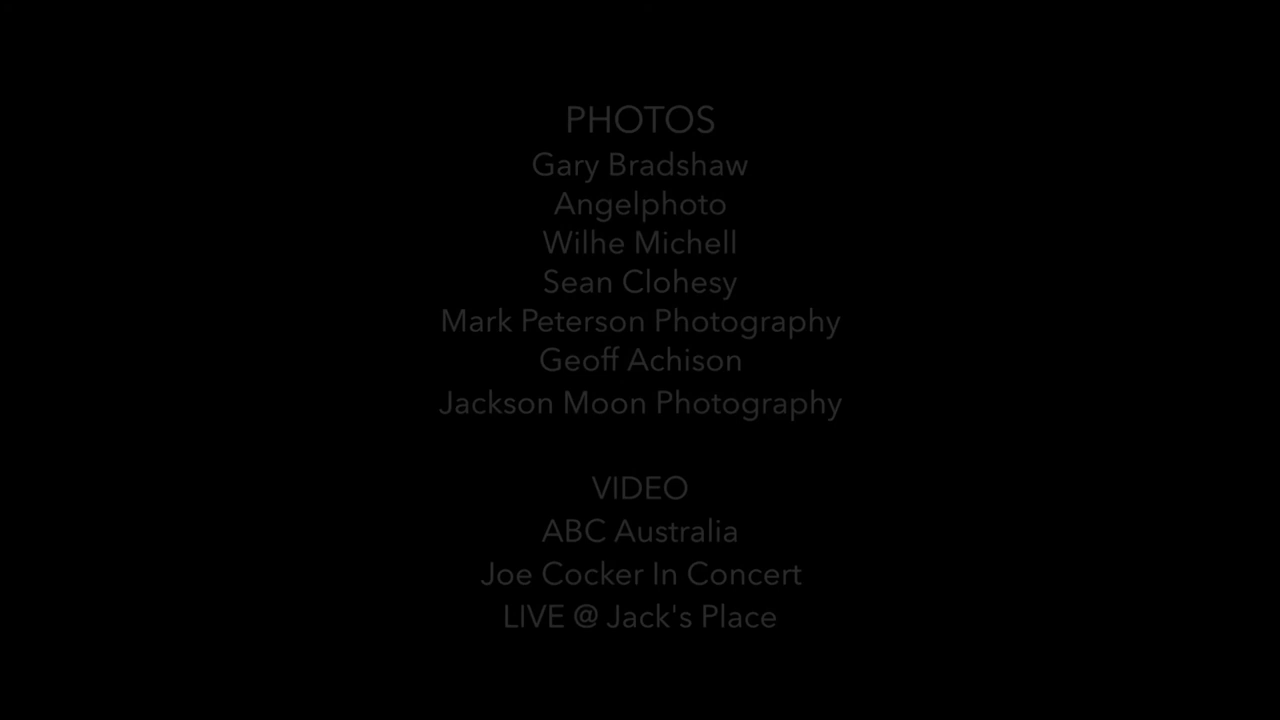 PHOTOS
Gary Bradshaw
Angelphoto
Wilhe Michell
Sean Clohesy
Mark Peterson Photography
Geoff Achison
Jackson Moon Photography
VIDEO
ABC Australia
Joe Cocker In Concert
LIVE @ Jack's Place